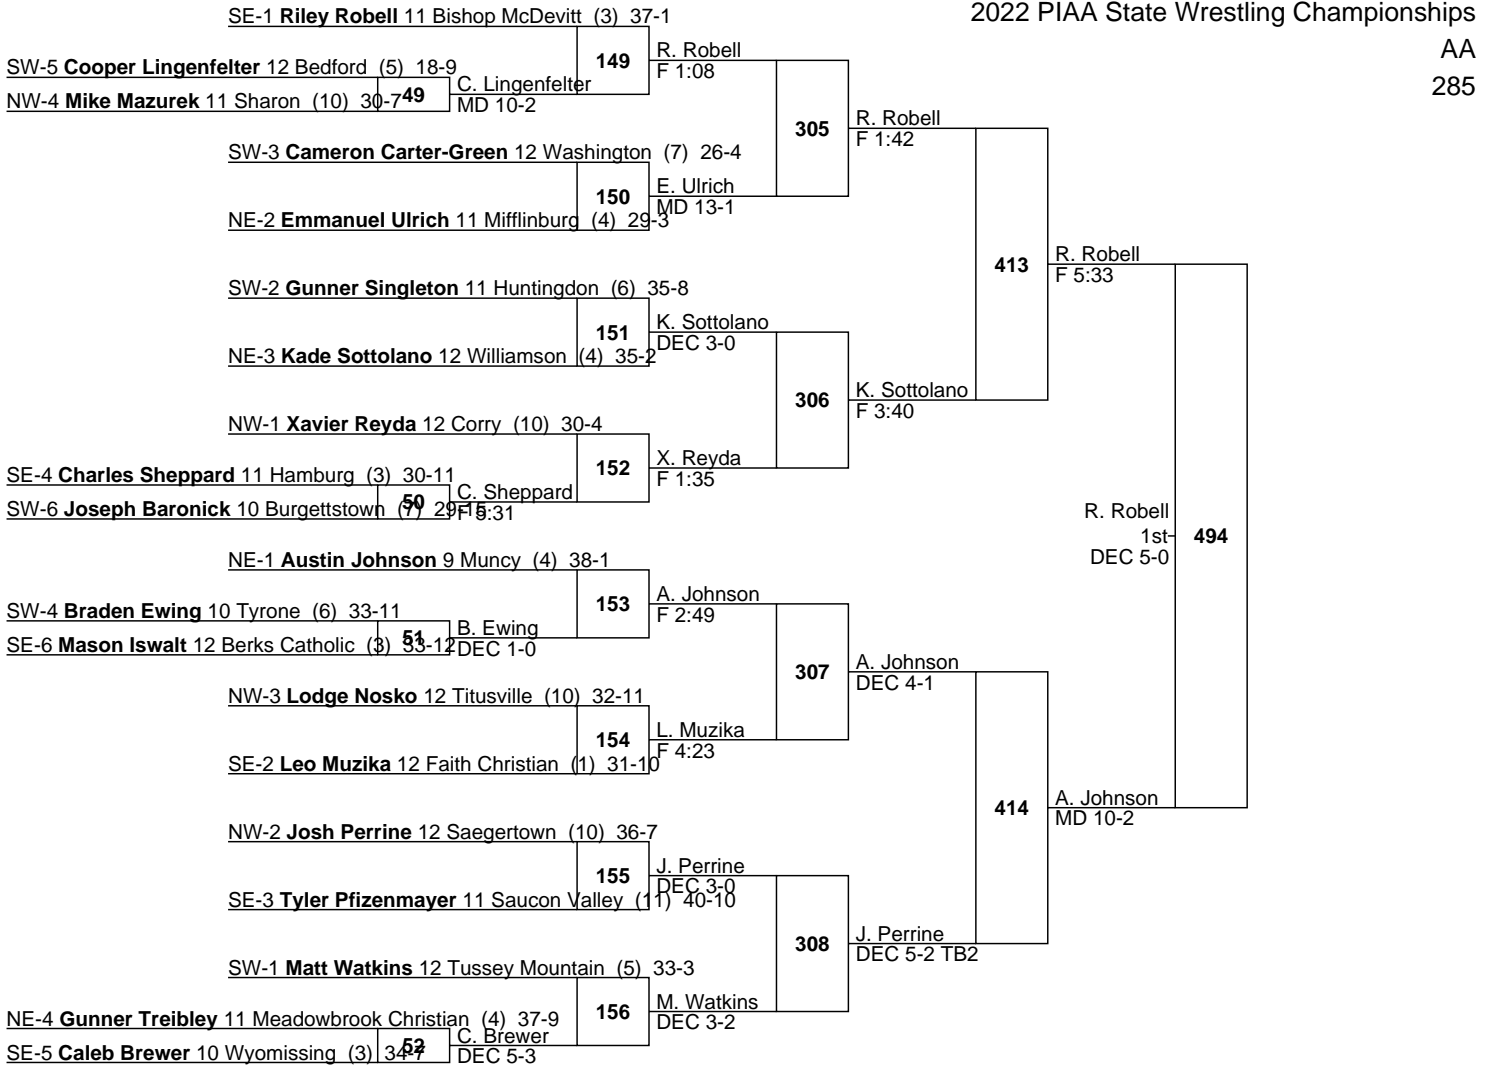 2022 PIAA State Wrestling Championships
AA
285
SE-1 Riley Robell 11 Bishop McDevitt (3) 37-1
149
R. Robell
F 1:08
SW-5 Cooper Lingenfelter 12 Bedford (5) 18-9
NW-4 Mike Mazurek 11 Sharon (10) 30-7
49
C. Lingenfelter
MD 10-2
305
R. Robell
F 1:42
SW-3 Cameron Carter-Green 12 Washington (7) 26-4
150
E. Ulrich
MD 13-1
NE-2 Emmanuel Ulrich 11 Mifflinburg (4) 29-3
413
R. Robell
F 5:33
SW-2 Gunner Singleton 11 Huntingdon (6) 35-8
151
K. Sottolano
DEC 3-0
NE-3 Kade Sottolano 12 Williamson (4) 35-2
306
K. Sottolano
F 3:40
NW-1 Xavier Reyda 12 Corry (10) 30-4
152
X. Reyda
F 1:35
SE-4 Charles Sheppard 11 Hamburg (3) 30-11
SW-6 Joseph Baronick 10 Burgettstown (7) 29-15
50
C. Sheppard
F 5:31
R. Robell
1st
DEC 5-0
494
NE-1 Austin Johnson 9 Muncy (4) 38-1
153
A. Johnson
F 2:49
SW-4 Braden Ewing 10 Tyrone (6) 33-11
SE-6 Mason Iswalt 12 Berks Catholic (3) 33-12
51
B. Ewing
DEC 1-0
307
A. Johnson
DEC 4-1
NW-3 Lodge Nosko 12 Titusville (10) 32-11
154
L. Muzika
F 4:23
SE-2 Leo Muzika 12 Faith Christian (1) 31-10
414
A. Johnson
MD 10-2
NW-2 Josh Perrine 12 Saegertown (10) 36-7
155
J. Perrine
DEC 3-0
SE-3 Tyler Pfizenmayer 11 Saucon Valley (11) 40-10
308
J. Perrine
DEC 5-2 TB2
SW-1 Matt Watkins 12 Tussey Mountain (5) 33-3
156
M. Watkins
DEC 3-2
NE-4 Gunner Treibley 11 Meadowbrook Christian (4) 37-9
SE-5 Caleb Brewer 10 Wyomissing (3) 34-7
52
C. Brewer
DEC 5-3